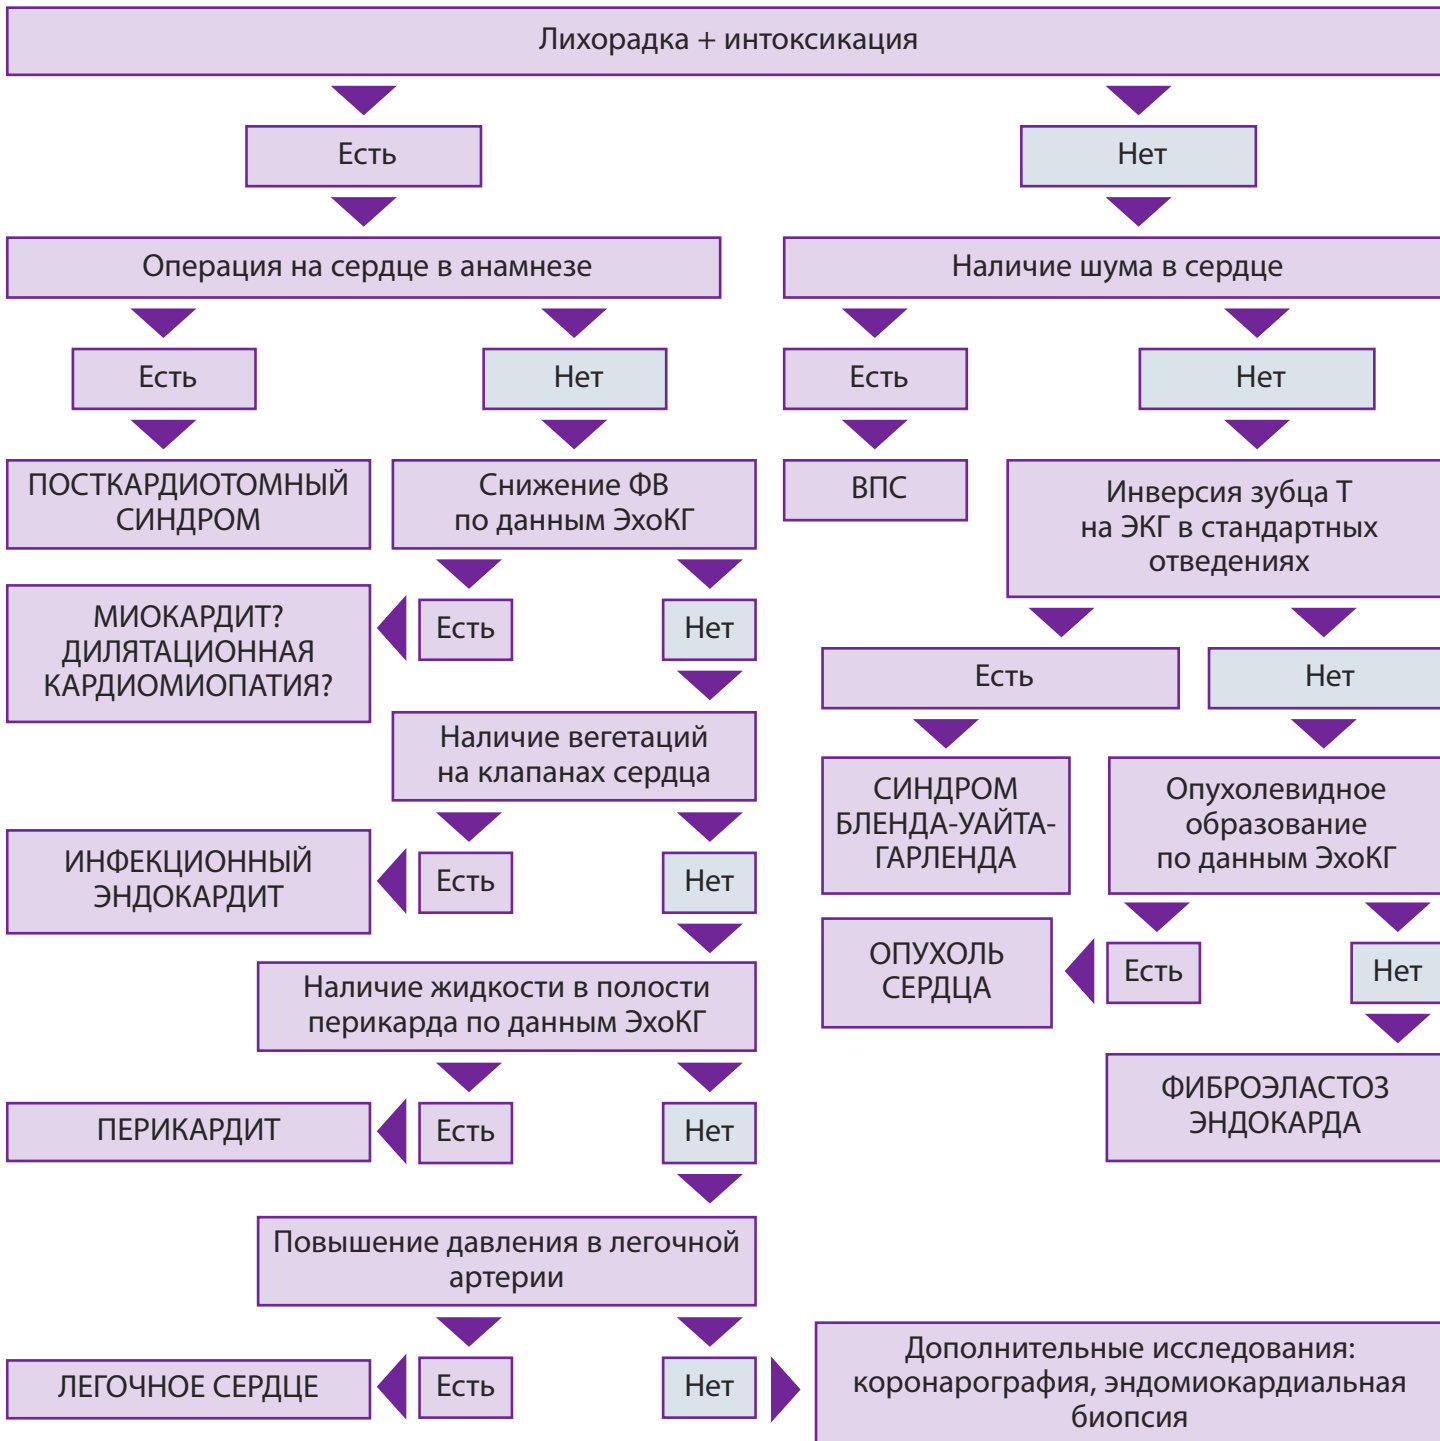 Лихорадка + интоксикация
Есть
Нет
Операция на сердце в анамнезе
Наличие шума в сердце
Есть
Нет
Есть
Нет
ПОСТКАРДИОТОМНЫЙ
СИНДРОМ
Снижение ФВ
по данным ЭхоКГ
ВПС
Инверсия зубца Т
на ЭКГ в стандартных
отведениях
МИОКАРДИТ?
ДИЛЯТАЦИОННАЯ
КАРДИОМИОПАТИЯ?
Есть
Нет
Есть
Нет
Наличие вегетаций
на клапанах сердца
СИНДРОМ
БЛЕНДА-УАЙТА-
ГАРЛЕНДА
Опухолевидное
образование
по данным ЭхоКГ
ИНФЕКЦИОННЫЙ
ЭНДОКАРДИТ
Есть
Нет
ОПУХОЛЬ
СЕРДЦА
Есть
Нет
Наличие жидкости в полости
перикарда по данным ЭхоКГ
ФИБРОЭЛАСТОЗ
ЭНДОКАРДА
ПЕРИКАРДИТ
Есть
Нет
Повышение давления в легочной
артерии
ЛЕГОЧНОЕ СЕРДЦЕ
Есть
Нет
Дополнительные исследования:
коронарография, эндомиокардиальная
биопсия